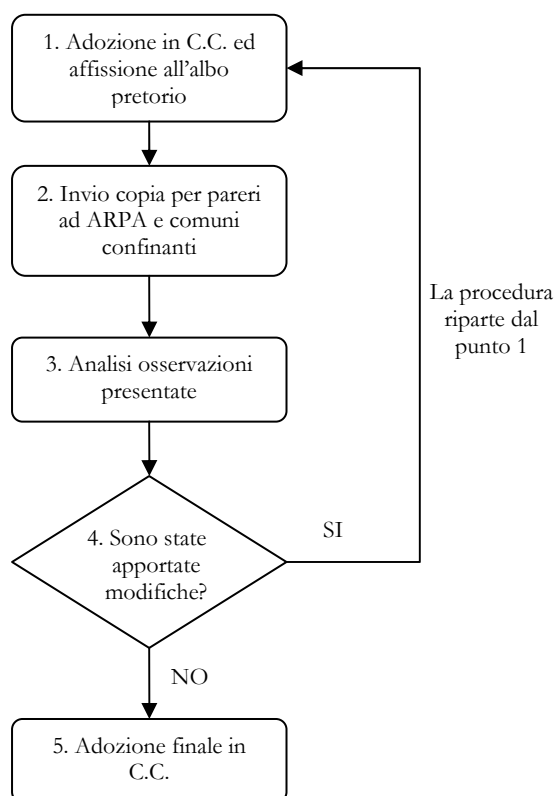 1. Adozione in C.C. ed
affissione all'albo
pretorio
2. Invio copia per pareri
ad ARPA e comuni
confinanti
La procedura
riparte dal
punto 1
3. Analisi osservazioni
presentate
4. Sono state
apportate
modifiche?
SI
NO
5. Adozione finale in
C.C.